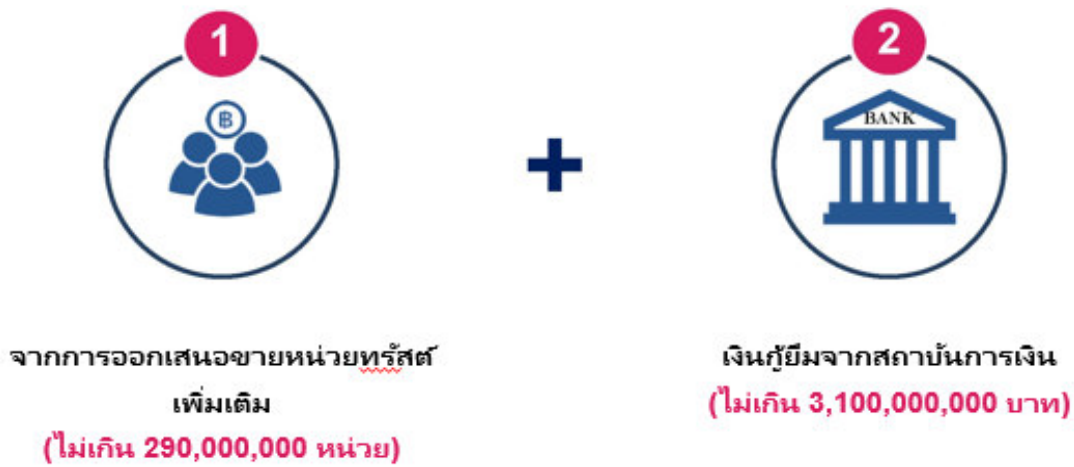 1
฿
จากการออกเสนอขายหน่วยทรัสต์
เพิ่มเติม
(ไม่เกิน 290,000,000 หน่วย)
+
2
BANK
เงินกู้ยืมจากสถาบันการเงิน
(ไม่เกิน 3,100,000,000 บาท)